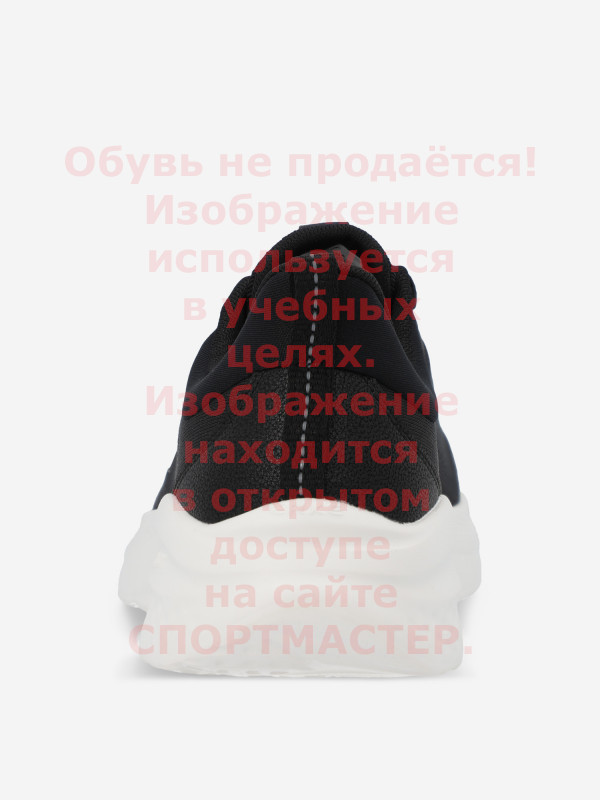 Обувь не продаётся!
Изображение
используется
в учебных
целях.
Изображение
находится
в открытом
доступе
на сайте
СПОРТМАСТЕР.